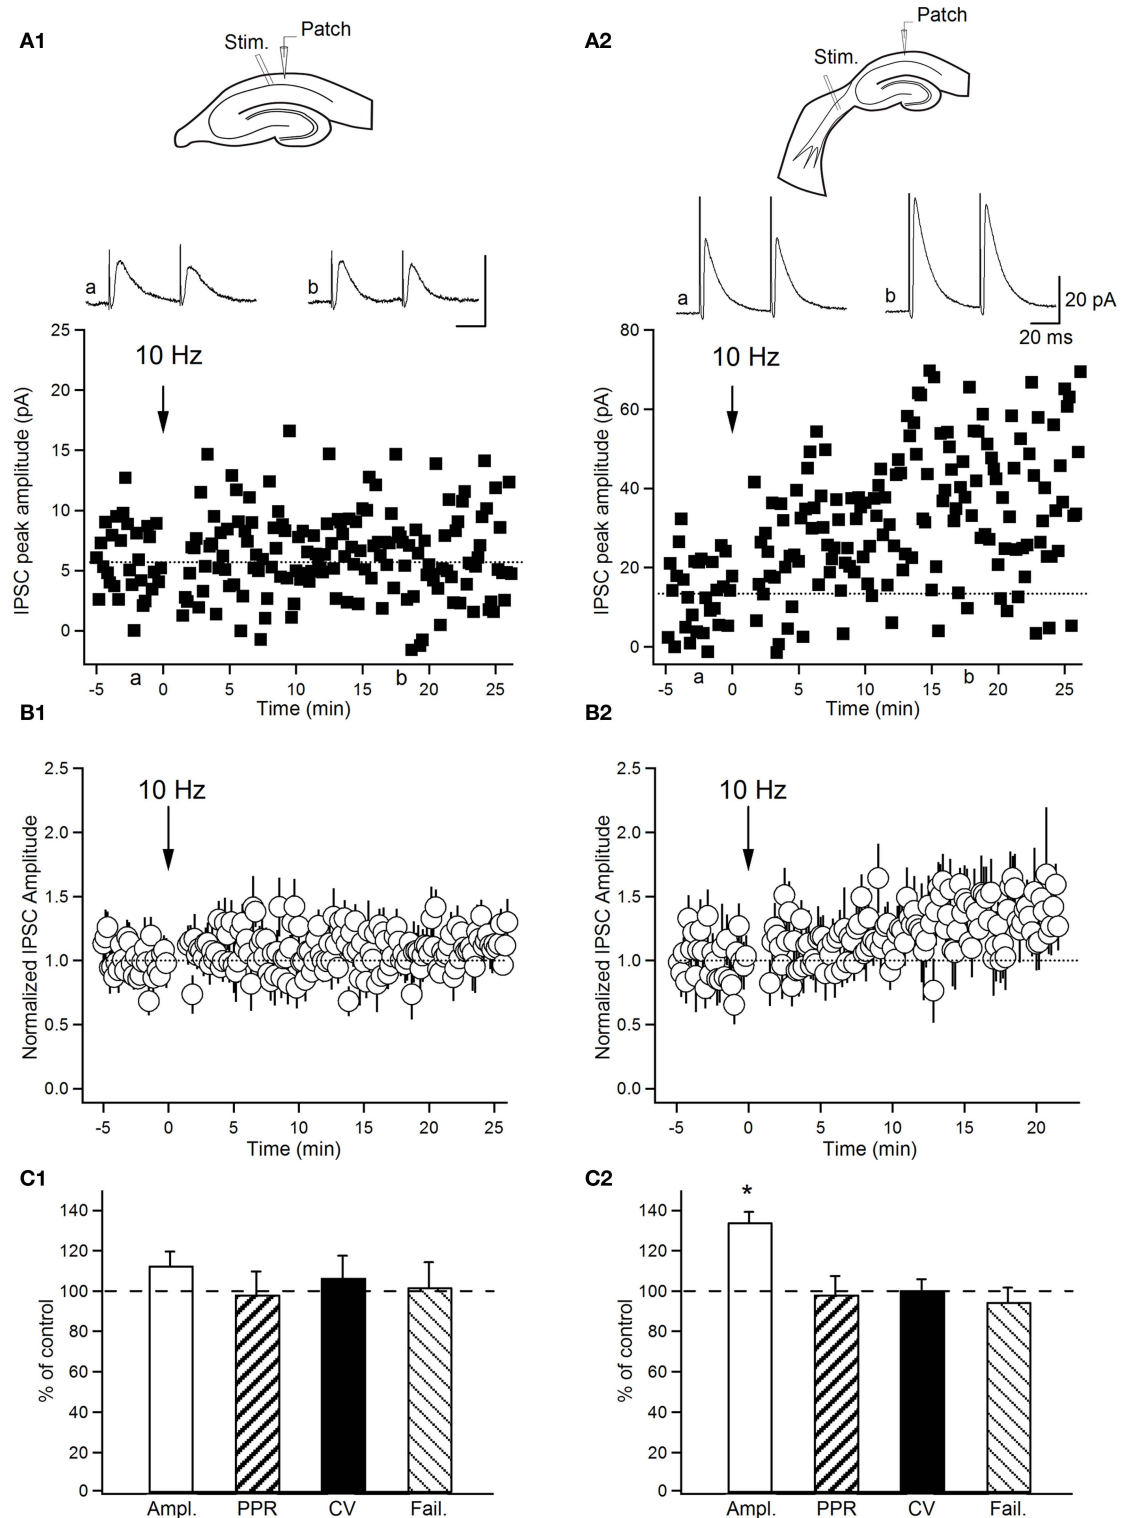 A1
Stim.
Patch
a
b
25
20
15
10
5
0
IPSC peak amplitude (pA)
10 Hz
-5
a
0
5
10
15
b
20
25
Time (min)
A2
Stim.
Patch
a
b
20 pA
20 ms
80
60
40
20
0
IPSC peak amplitude (pA)
10 Hz
-5
a
0
5
10
15
b
20
25
Time (min)
B1
2.5
2.0
1.5
1.0
0.5
0.0
Normalized IPSC Amplitude
10 Hz
-5
0
5
10
15
20
25
Time (min)
B2
2.5
2.0
1.5
1.0
0.5
0.0
Normalized IPSC Amplitude
10 Hz
-5
0
5
10
15
20
Time (min)
C1
140
120
100
80
60
40
20
0
% of control
Ampl.
PPR
CV
Fail.
C2
*
140
120
100
80
60
40
20
0
% of control
Ampl.
PPR
CV
Fail.